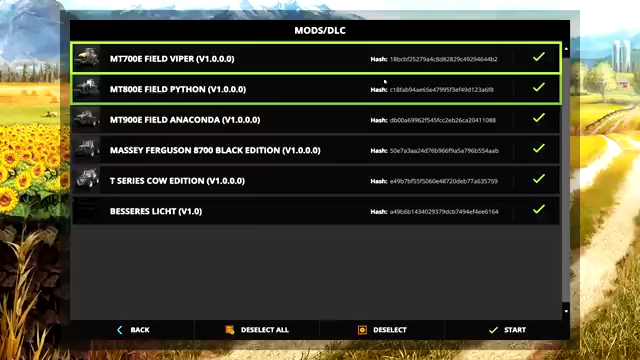 MODS/DLC
MT700E FIELD VIPER (V1.0.0.0) Hash: 18bcbf25279a4c8d82829c49294644b2
MT800E FIELD PYTHON (V1.0.0.0) Hash: c18fab94ae65e47995f3ef49d123a6f8
MT900E FIELD ANACONDA (V1.0.0.0) Hash: db00a69962f545fcc2eb26ca20411088
MASSEY FERGUSON 8700 BLACK EDITION (V1.0.0.0) Hash: 50e7a3aa24d76b966f9a5a796b554aab
T SERIES COW EDITION (V1.0.0.0) Hash: e49b7bf55f5060e48720deb77a635759
BESSERES LICHT (V1.0) Hash: a49b6b1434029379dcb7494ef4ee6164
BACK DESELECT ALL DESELECT START